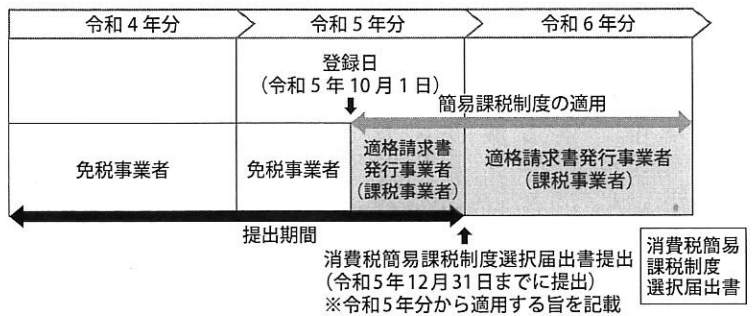 令和4年分
令和5年分
令和6年分
登録日
（令和5年10月1日）
簡易課税制度の適用
免税事業者
免税事業者
適格請求書
発行事業者
（課税事業者）
適格請求書発行事業者
（課税事業者）
提出期間
消費税簡易課税制度選択届出書提出
（令和5年12月31日までに提出）
※令和5年分から適用する旨を記載
消費税簡易
課税制度
選択届出書